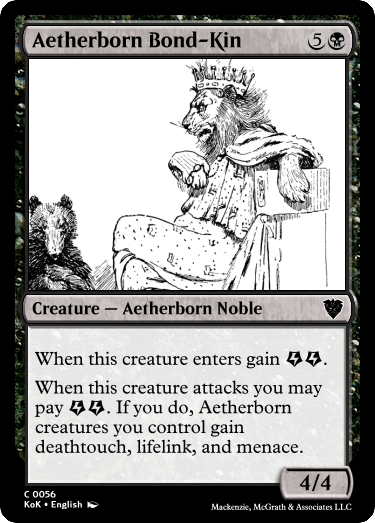 Aetherborn Bond-Kin 5
Creature — Aetherborn Noble
When this creature enters gain .
When this creature attacks you may
pay . If you do, Aetherborn
creatures you control gain
deathtouch, lifelink, and menace.
4/4
C 0056
KoK • English
Mackenzie, McGrath & Associates LLC